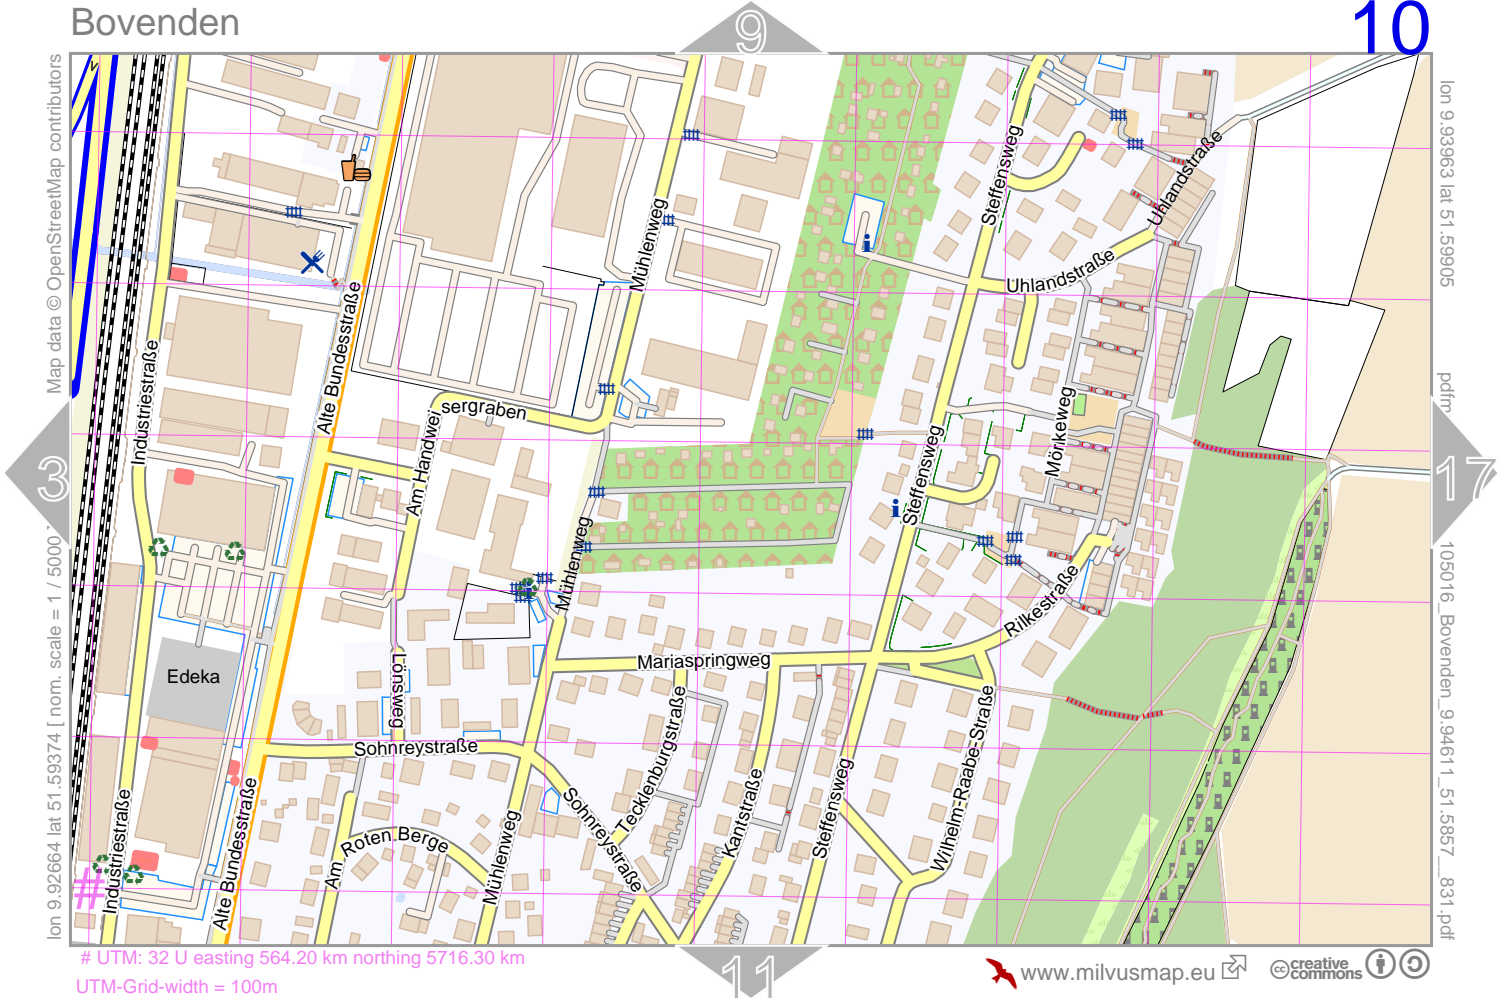 Bovenden
9
10
Map data © OpenStreetMap contributors
lon 9.93963 lat 51.59905
Steffensweg
Uhlandstraße
Mühlenweg
Uhlandstraße
Alte Bundesstraße
Industriestraße
Am Handwei
sergraben
Mörikeweg
Steffensweg
3
17
Mühlenweg
Rilkestraße
Edeka
Lönsweg
Mariaspringweg
Sohnreystraße
Tecklenburgstraße
Kantstraße
Steffensweg
Wilhelm-Raabe-Straße
Sohnreystraße
Am Roten Berge
Mühlenweg
Industriestraße
Alte Bundesstraße
#
lon 9.92664 lat 51.59374 [ nom. scale = 1 / 5000
105016_Bovenden_9.94611_51.5857__831.pdf
# UTM: 32 U easting 564.20 km northing 5716.30 km
UTM-Grid-width = 100m
11
www.milvusmap.eu
cc creative commons